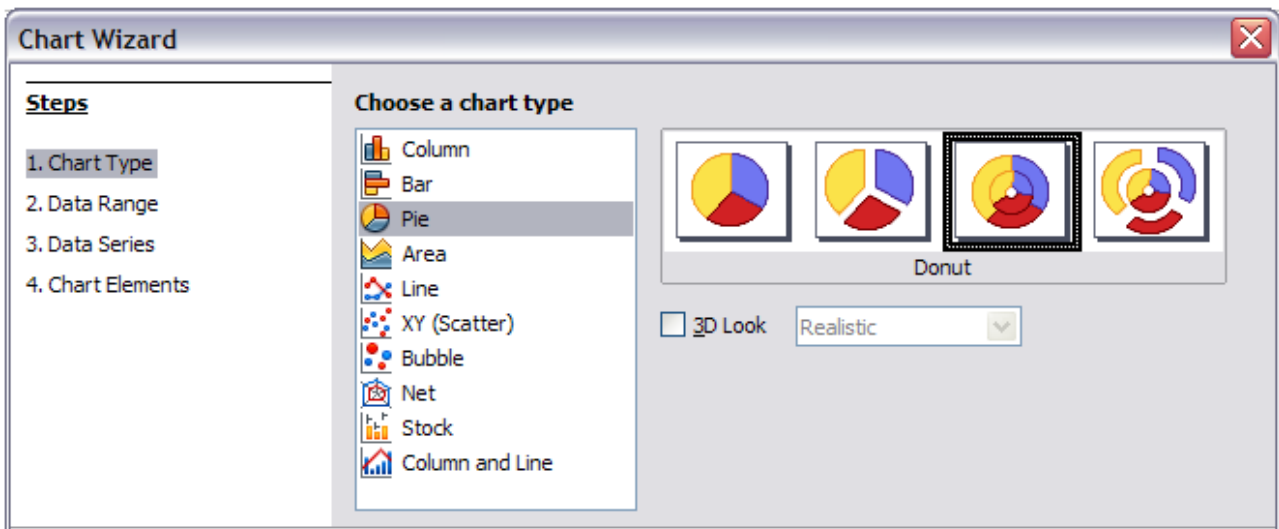 Chart Wizard
Steps
1. Chart Type
2. Data Range
3. Data Series
4. Chart Elements
Choose a chart type
Column
Bar
Pie
Area
Line
XY (Scatter)
Bubble
Net
Stock
Column and Line
Donut
3D Look
Realistic